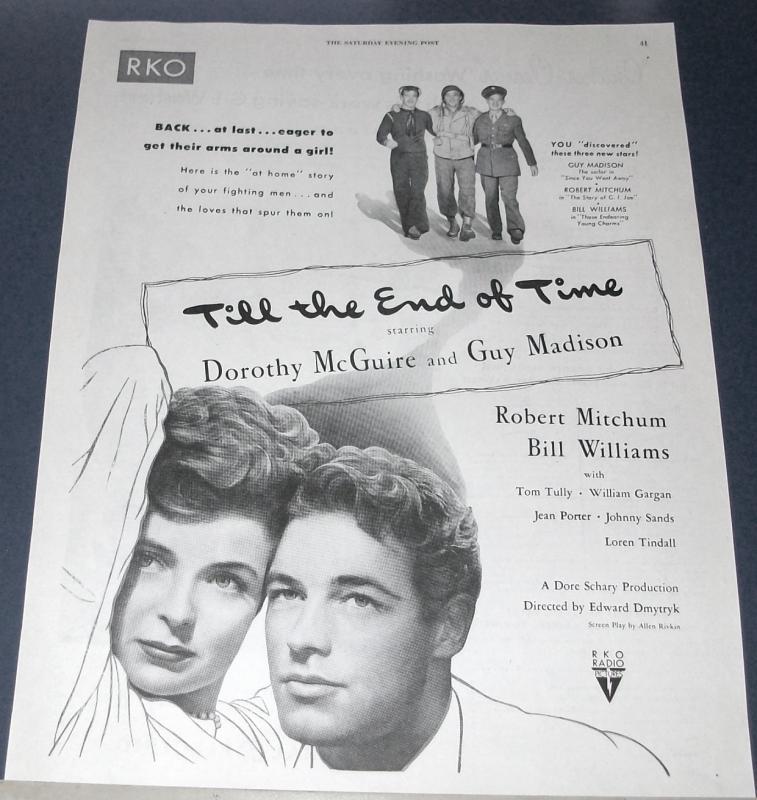 THE SATURDAY EVENING POST
41
RKO
BACK...at last...eager to
get their arms around a girl!
Here is the "at home" story
of your fighting men...and
the loves that spur them on!
YOU "discovered"
these three new stars!
GUY MADISON
The sailor in
"Since You Went Away"
•
ROBERT MITCHUM
in "The Story of G. I. Joe"
•
BILL WILLIAMS
in "Those Endearing
Young Charms"
Till the End of Time
starring
Dorothy McGuire and Guy Madison
Robert Mitchum
Bill Williams
with
Tom Tully · William Gargan
Jean Porter · Johnny Sands
Loren Tindall
A Dore Schary Production
Directed by Edward Dmytryk
Screen Play by Allen Rivkin
RKO
RADIO
PICTURES